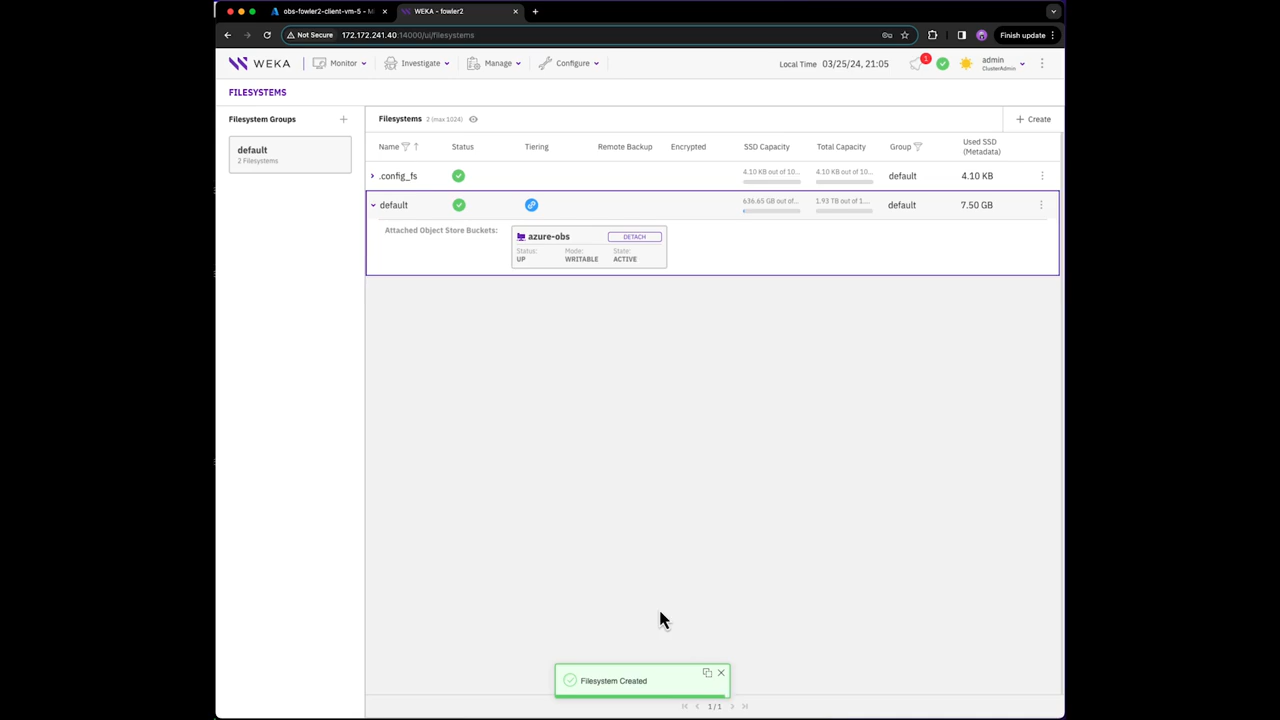 obs-fowler2-client-vm-5 - Mi
WEKA - fowler2
Not Secure 172.172.241.40:14000/ui/filesystems
Finish update
WEKA
Monitor
Investigate
Manage
Configure
Local Time 03/25/24, 21:05
1
admin
ClusterAdmin
FILESYSTEMS
Filesystem Groups
default
2 Filesystems
Filesystems 2 (max 1024)
Create
Name Status Tiering Remote Backup Encrypted SSD Capacity Total Capacity Group Used SSD (Metadata)
.config_fs 4.10 KB out of 10... 4.10 KB out of 10... default 4.10 KB
default 636.65 GB out of... 1.93 TB out of 1.... default 7.50 GB
Attached Object Store Buckets:
azure-obs DETACH
Status: Mode: State:
UP WRITABLE ACTIVE
Filesystem Created
1 / 1